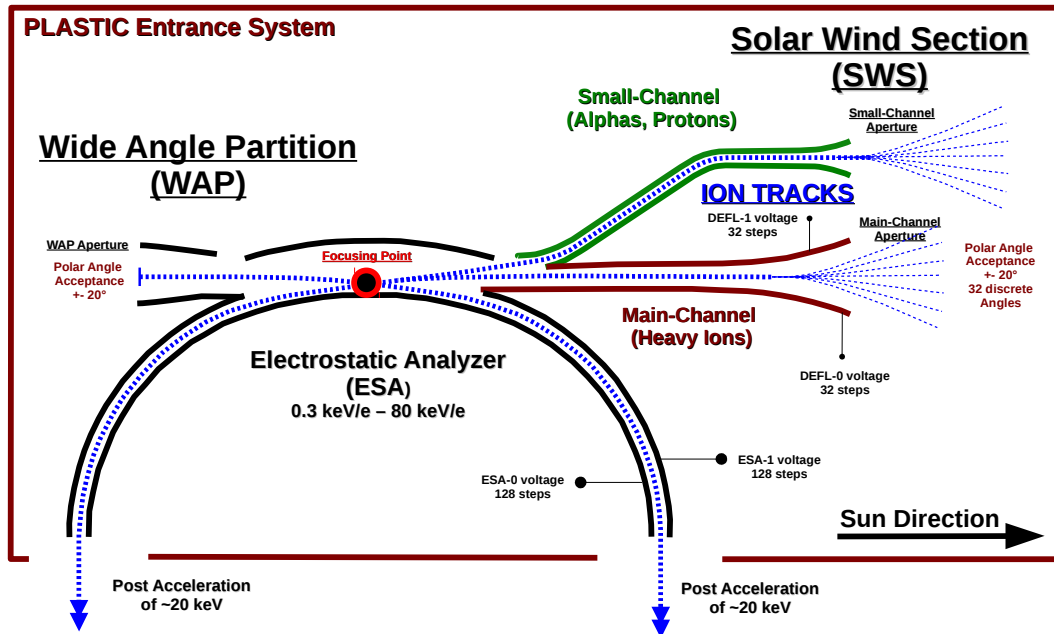 PLASTIC Entrance System
Solar Wind Section
(SWS)
Small-Channel
(Alphas, Protons)
Small-Channel
Aperture
Wide Angle Partition
(WAP)
ION TRACKS
DEFL-1 voltage
32 steps
Main-Channel
Aperture
WAP Aperture
Polar Angle
Acceptance
+- 20°
Focusing Point
Polar Angle
Acceptance
+- 20°
32 discrete
Angles
Main-Channel
(Heavy Ions)
Electrostatic Analyzer
(ESA)
0.3 keV/e – 80 keV/e
DEFL-0 voltage
32 steps
ESA-1 voltage
128 steps
ESA-0 voltage
128 steps
Sun Direction
Post Acceleration
of ~20 keV
Post Acceleration
of ~20 keV